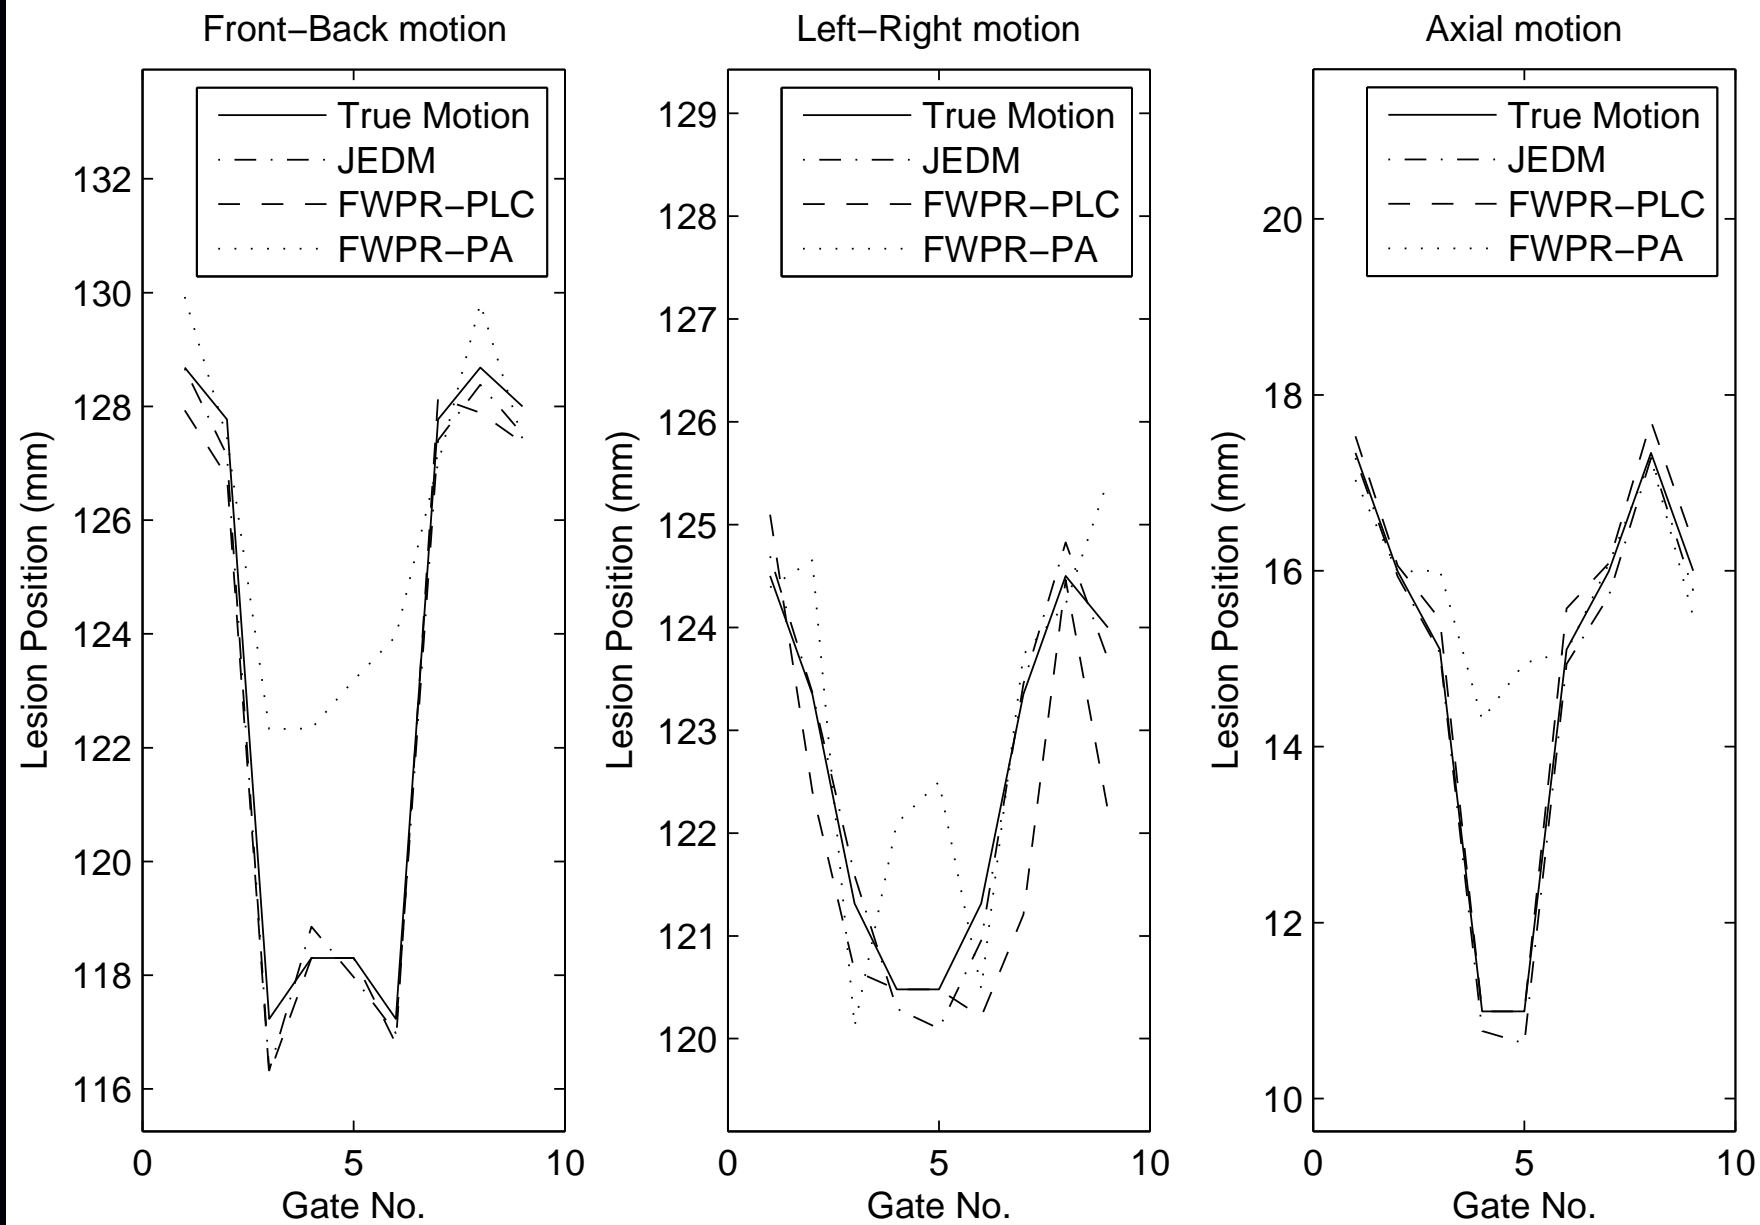 Front−Back motion
Left−Right motion
Axial motion
True Motion
JEDM
FWPR−PLC
FWPR−PA
132
130
128
126
124
122
120
118
116
Lesion Position (mm)
0
5
10
Gate No.
True Motion
JEDM
FWPR−PLC
FWPR−PA
129
128
127
126
125
124
123
122
121
120
Lesion Position (mm)
0
5
10
Gate No.
True Motion
JEDM
FWPR−PLC
FWPR−PA
20
18
16
14
12
10
Lesion Position (mm)
0
5
10
Gate No.